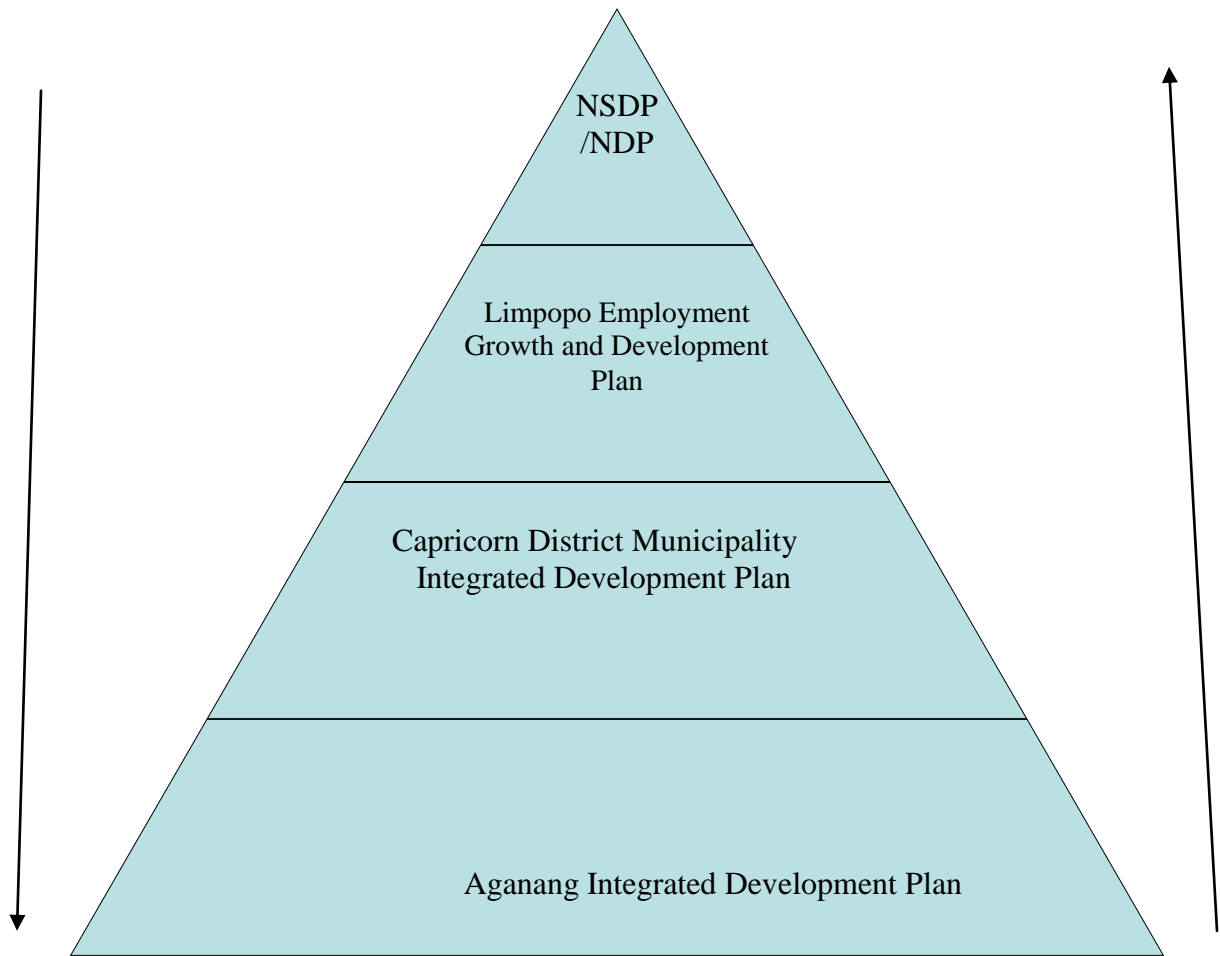 NSDP
/NDP
Limpopo Employment
Growth and Development
Plan
Capricorn District Municipality
Integrated Development Plan
Aganang Integrated Development Plan